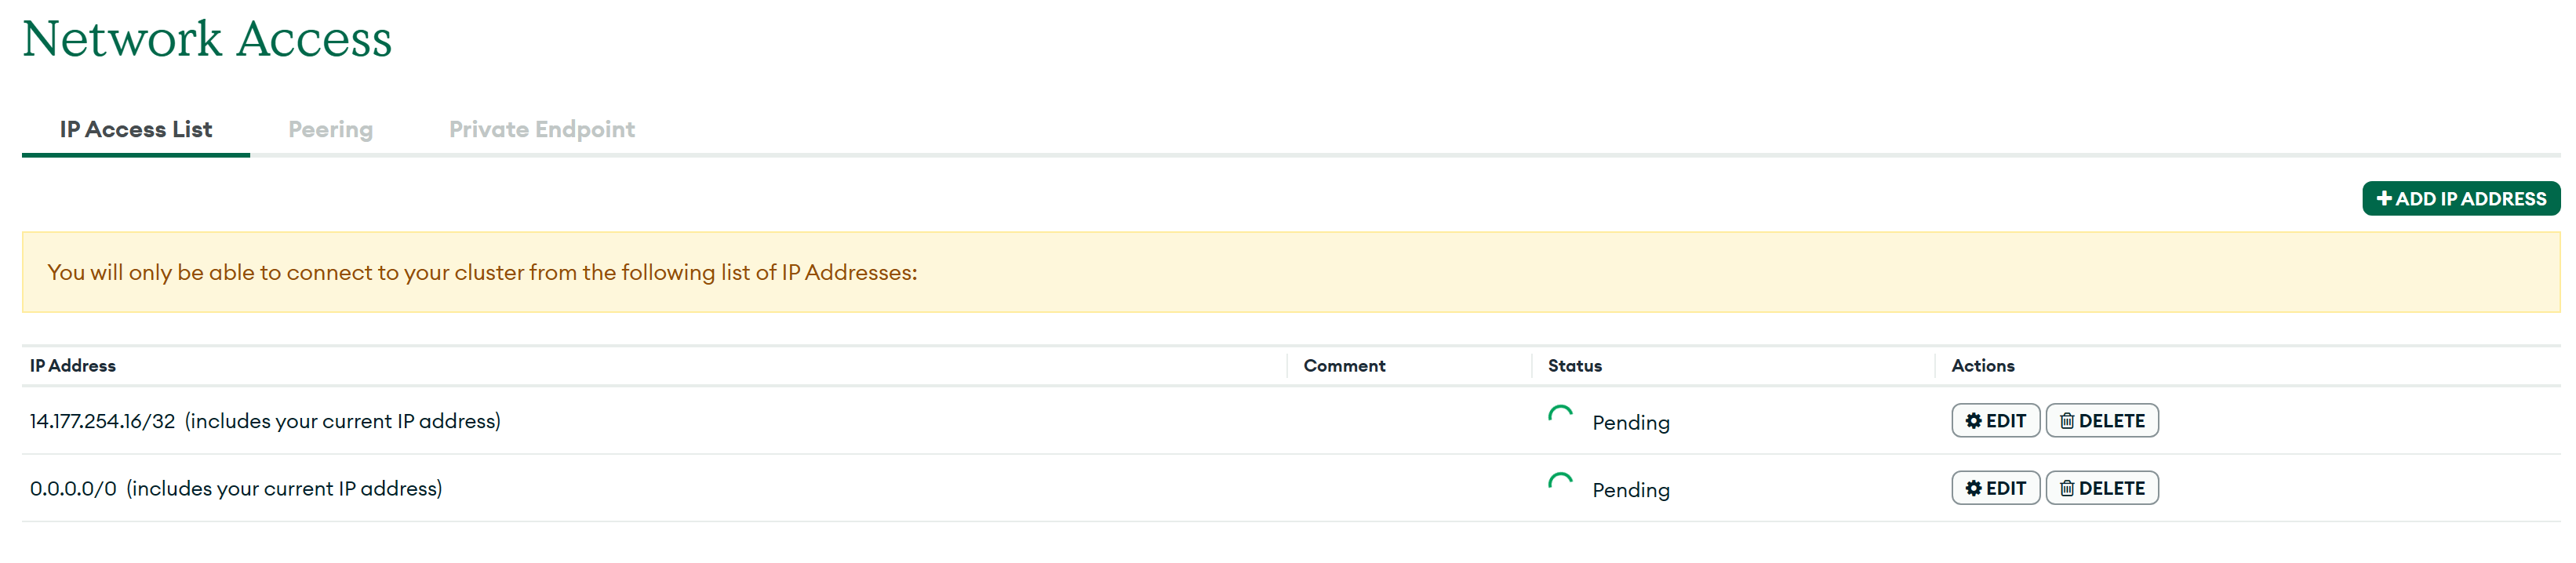 Network Access
IP Access List Peering Private Endpoint
ADD IP ADDRESS
You will only be able to connect to your cluster from the following list of IP Addresses:
IP Address Comment Status Actions
14.177.254.16/32 (includes your current IP address) Pending EDIT DELETE
0.0.0.0/0 (includes your current IP address) Pending EDIT DELETE